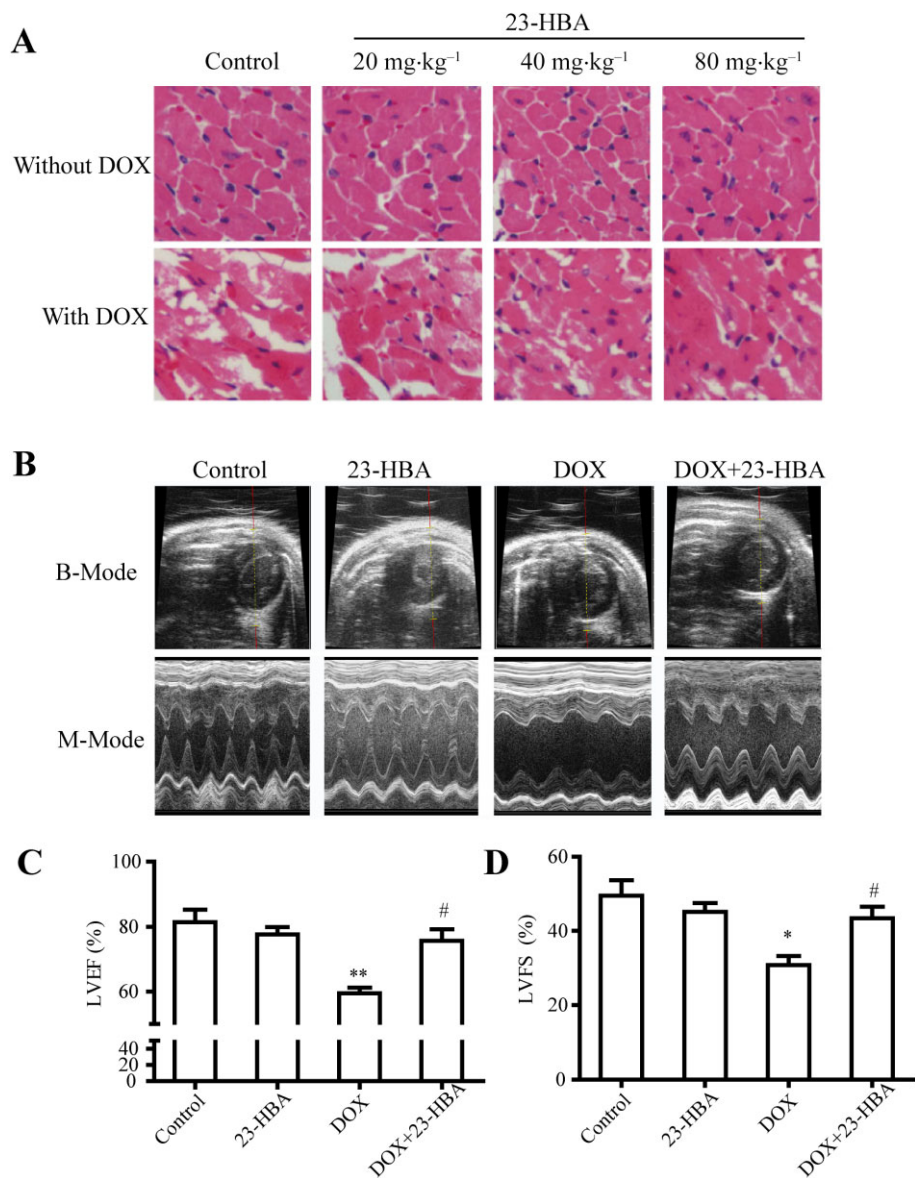 A
23-HBA
Control 20 mg·kg⁻¹ 40 mg·kg⁻¹ 80 mg·kg⁻¹
Without DOX
With DOX
B
Control 23-HBA DOX DOX+23-HBA
B-Mode
M-Mode
C
100
80
60
40
20
0
LVEF (%)
**
#
Control 23-HBA DOX DOX+23-HBA
D
60
40
20
0
LVFS (%)
*
#
Control 23-HBA DOX DOX+23-HBA